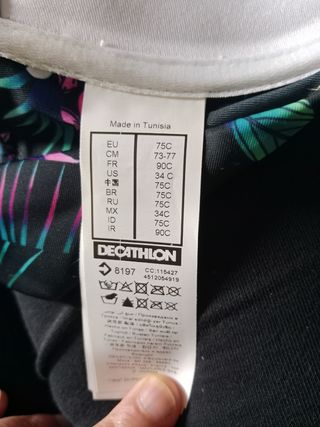 Made in Tunisia
EU 75C
CM 73-77
FR 90C
US 34 C
中国 75C
BR 75C
RU 75C
MX 34C
ID 75C
IR 90C
DECATHLON
8197 CC:115427
4512054919